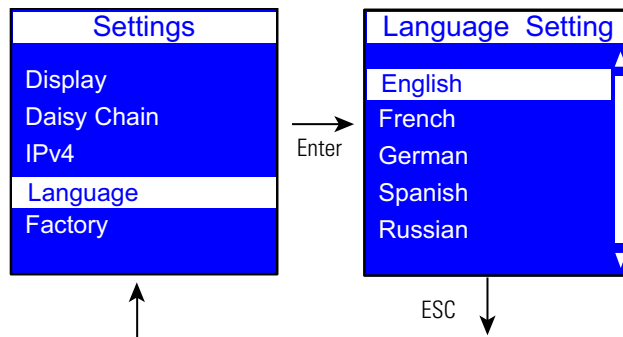 Settings
Display
Daisy Chain
IPv4
Language
Factory
Enter
Language Setting
English
French
German
Spanish
Russian
ESC